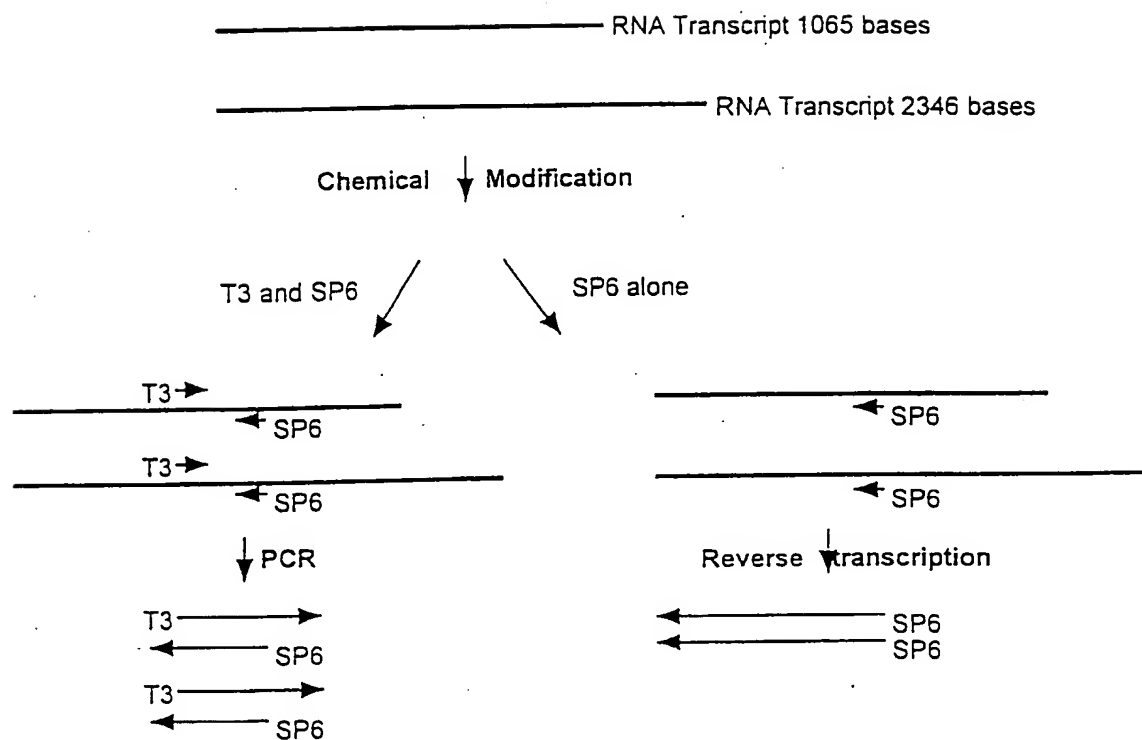 RNA Transcript 1065 bases
RNA Transcript 2346 bases
Chemical Modification
T3 and SP6
SP6 alone
T3
SP6
SP6
T3
SP6
SP6
PCR
Reverse transcription
T3
SP6
SP6
SP6
T3
SP6